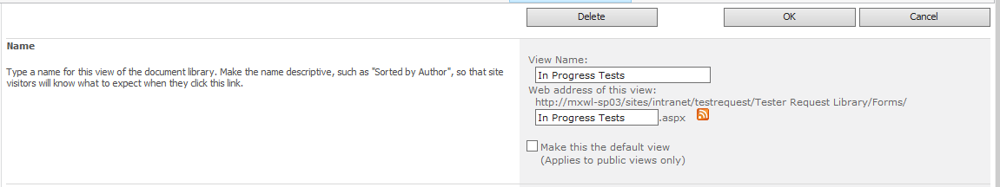 Delete OK Cancel
Name
Type a name for this view of the document library. Make the name descriptive, such as "Sorted by Author", so that site
visitors will know what to expect when they click this link.
View Name:
In Progress Tests
Web address of this view:
http://mxwl-sp03/sites/intranet/testrequest/Tester Request Library/Forms/
In Progress Tests .aspx
Make this the default view
(Applies to public views only)